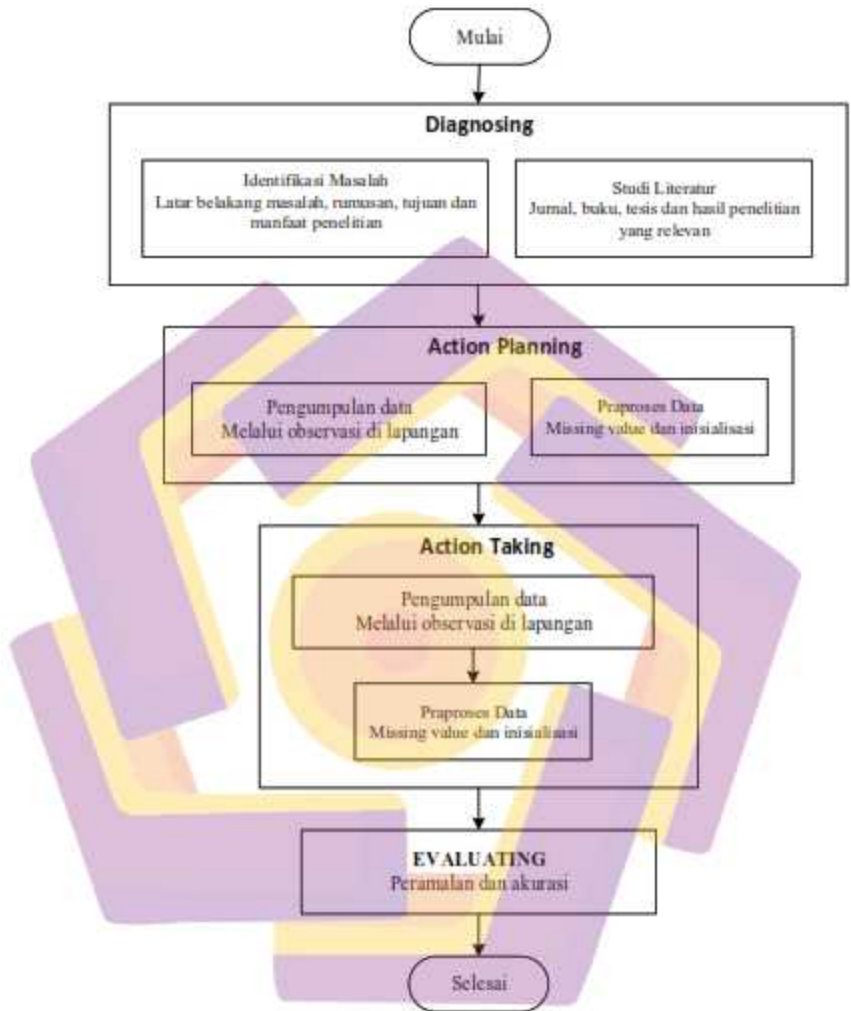 Mulai
Diagnosing
Identifikasi Masalah
Latar belakang masalah, rumusan, tujuan dan
manfaat penelitian
Studi Literatur
Jurnal, buku, tesis dan hasil penelitian
yang relevan
Action Planning
Pengumpulan data
Melalui observasi di lapangan
Praproses Data
Missing value dan inisialisasi
Action Taking
Pengumpulan data
Melalui observasi di lapangan
Praproses Data
Missing value dan inisialisasi
EVALUATING
Peramalan dan akurasi
Selesai